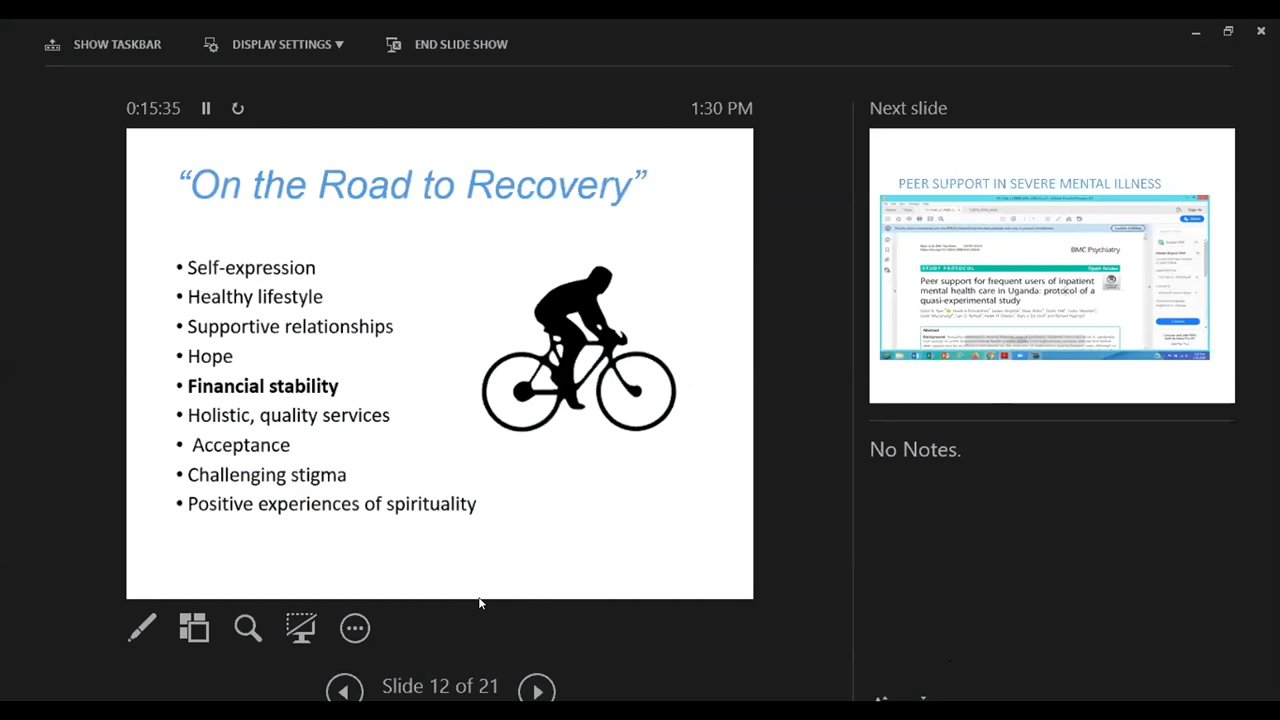 SHOW TASKBAR
DISPLAY SETTINGS ▼
END SLIDE SHOW
0:15:35
1:30 PM
“On the Road to Recovery”
• Self-expression
• Healthy lifestyle
• Supportive relationships
• Hope
• Financial stability
• Holistic, quality services
• Acceptance
• Challenging stigma
• Positive experiences of spirituality
Slide 12 of 21
Next slide
PEER SUPPORT IN SEVERE MENTAL ILLNESS
BMC Psychiatry
STUDY PROTOCOL
Open Access
Peer support for frequent users of inpatient
mental health care in Uganda: protocol of a
quasi-experimental study
Abstract
No Notes.